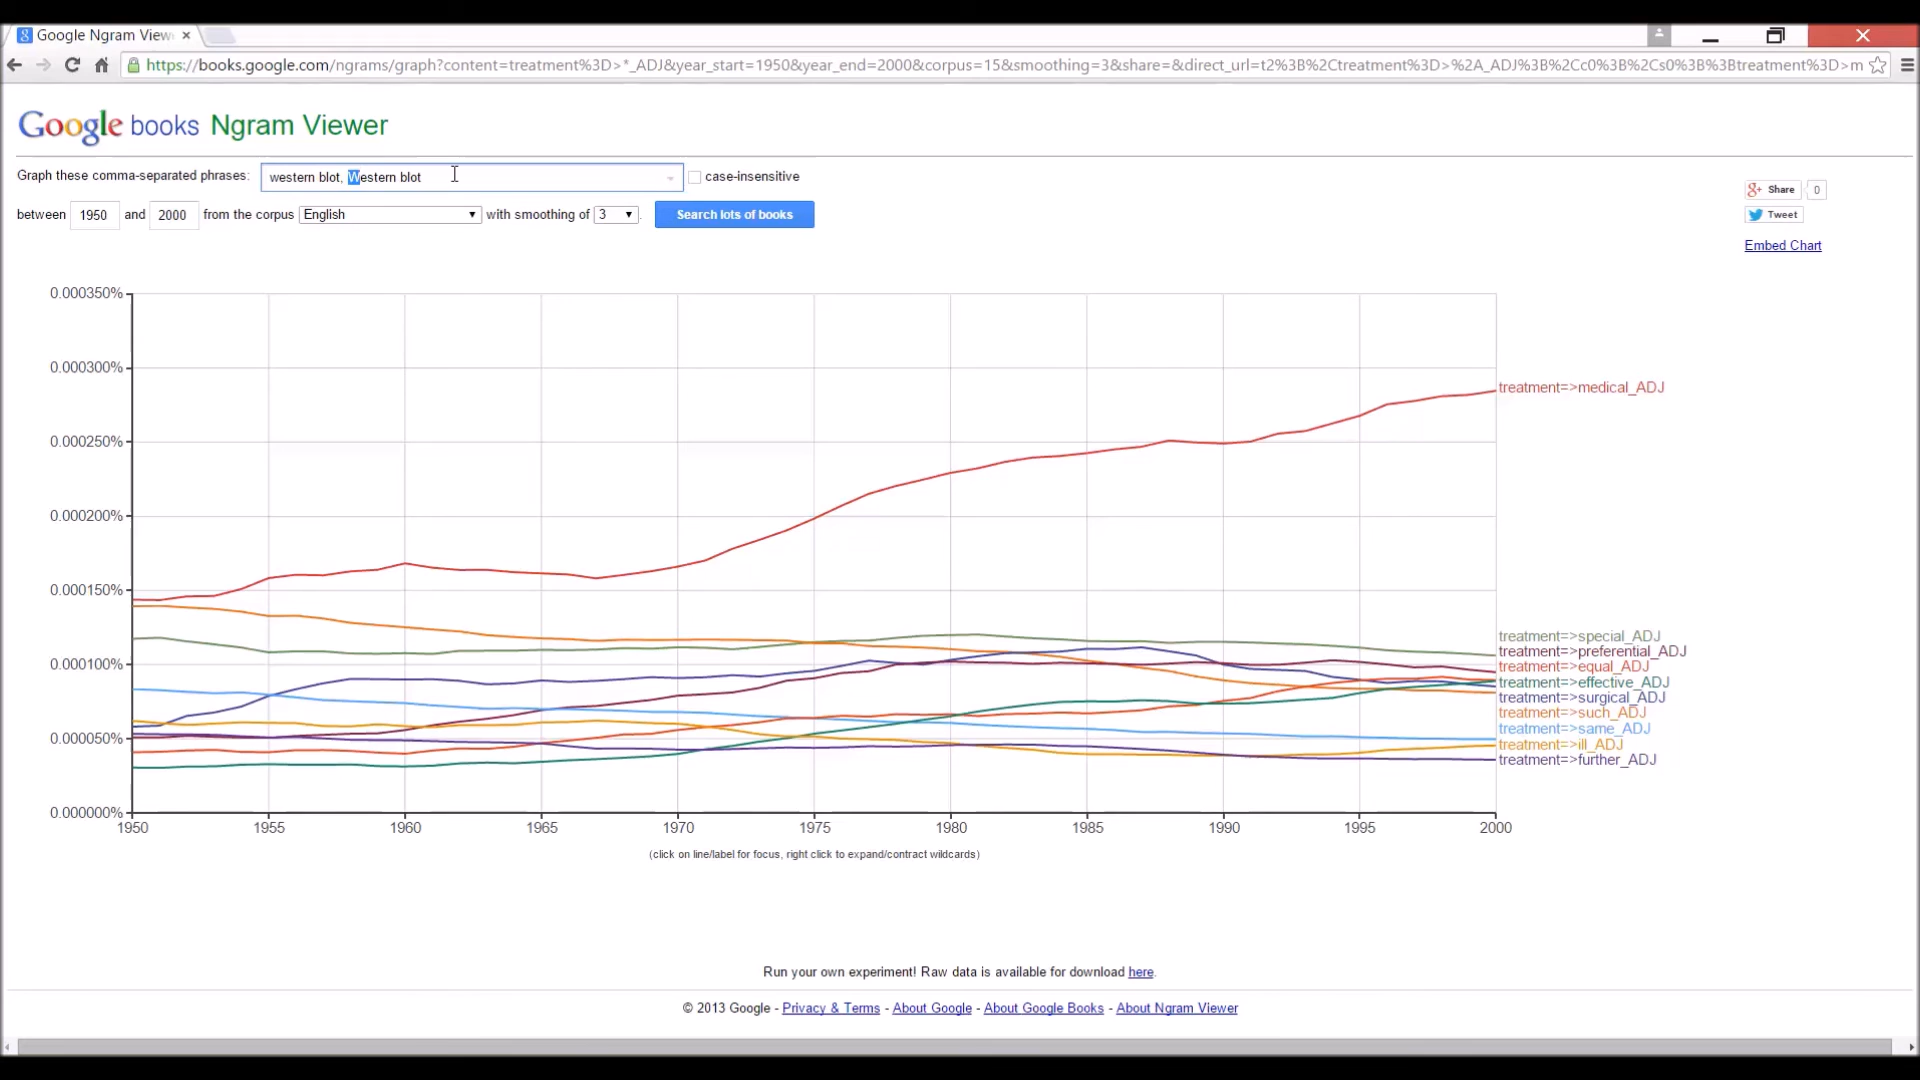 Google Ngram View
https://books.google.com/ngrams/graph?content=treatment%3D>*_ADJ&year_start=1950&year_end=2000&corpus=15&smoothing=3&share=&direct_url=t2%3B%2Ctreatment%3D>%2A_ADJ%3B%2Cc0%3B%2Cs0%3B%3Btreatment%3D>m
Google books Ngram Viewer
Graph these comma-separated phrases: western blot, Western blot case-insensitive
between 1950 and 2000 from the corpus English with smoothing of 3 . Search lots of books
g+ Share 0
Tweet
Embed Chart
0.000350%
0.000300%
0.000250%
0.000200%
0.000150%
0.000100%
0.000050%
0.000000%
treatment=>medical_ADJ
treatment=>special_ADJ
treatment=>preferential_ADJ
treatment=>equal_ADJ
treatment=>effective_ADJ
treatment=>surgical_ADJ
treatment=>such_ADJ
treatment=>same_ADJ
treatment=>ill_ADJ
treatment=>further_ADJ
1950 1955 1960 1965 1970 1975 1980 1985 1990 1995 2000
(click on line/label for focus, right click to expand/contract wildcards)
Run your own experiment! Raw data is available for download here.
© 2013 Google - Privacy & Terms - About Google - About Google Books - About Ngram Viewer